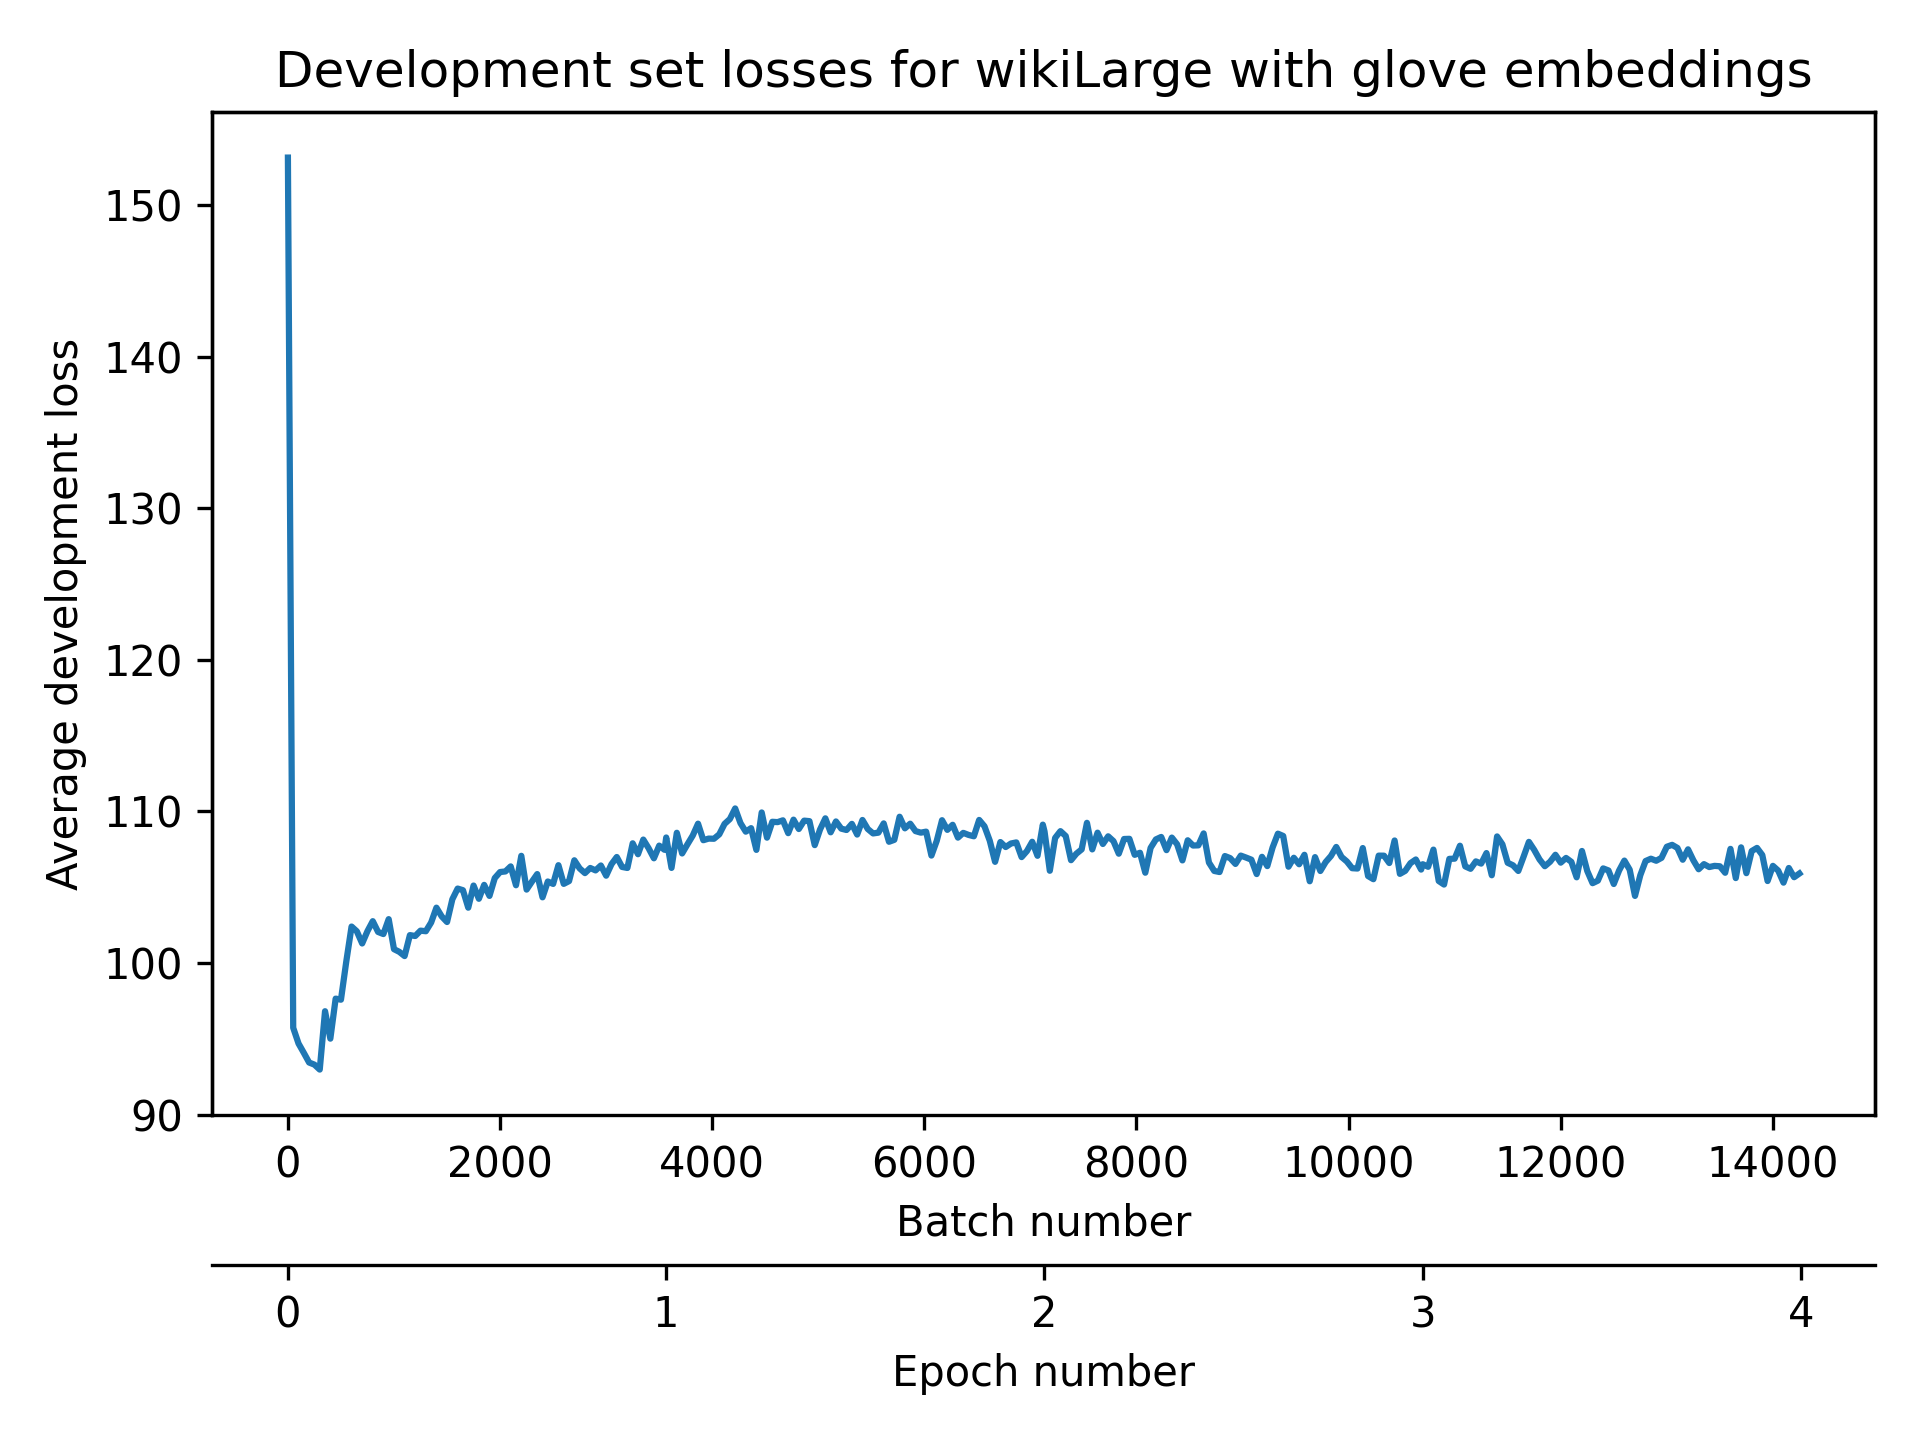 Development set losses for wikiLarge with glove embeddings
Average development loss
150
140
130
120
110
100
90
0 2000 4000 6000 8000 10000 12000 14000
Batch number
0 1 2 3 4
Epoch number